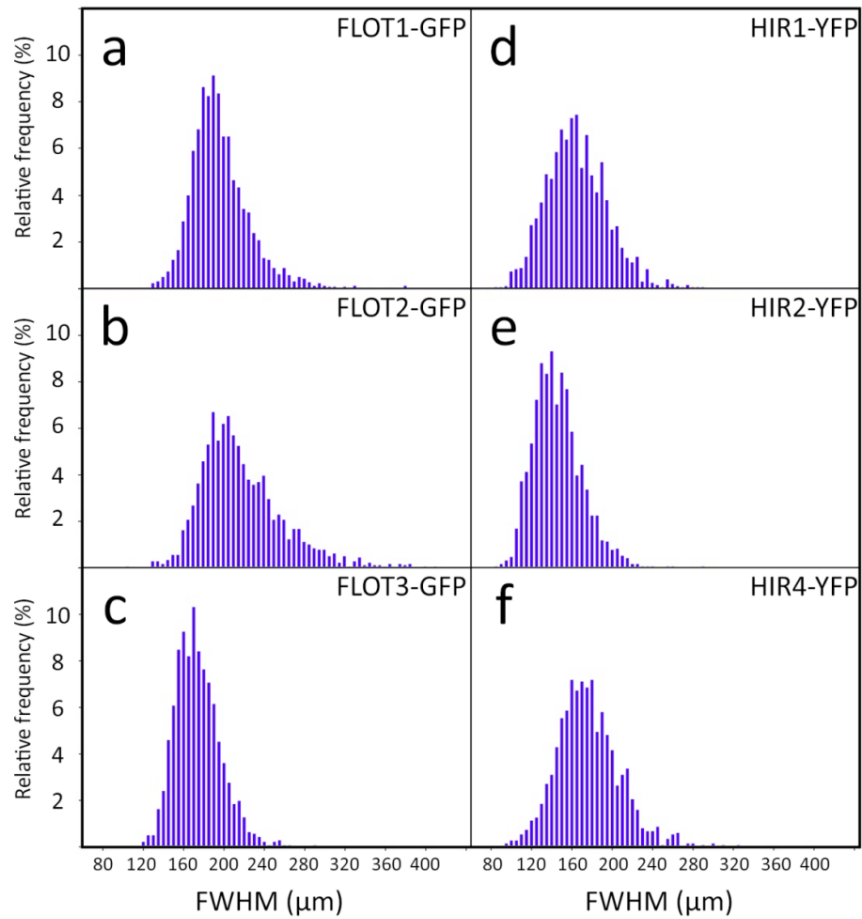 a
FLOT1-GFP
Relative frequency (%)
10
8
6
4
2
d
HIR1-YFP
b
FLOT2-GFP
Relative frequency (%)
10
8
6
4
2
e
HIR2-YFP
c
FLOT3-GFP
Relative frequency (%)
10
8
6
4
2
f
HIR4-YFP
80 120 160 200 240 280 320 360 400
80 120 160 200 240 280 320 360 400
FWHM (μm)
FWHM (μm)